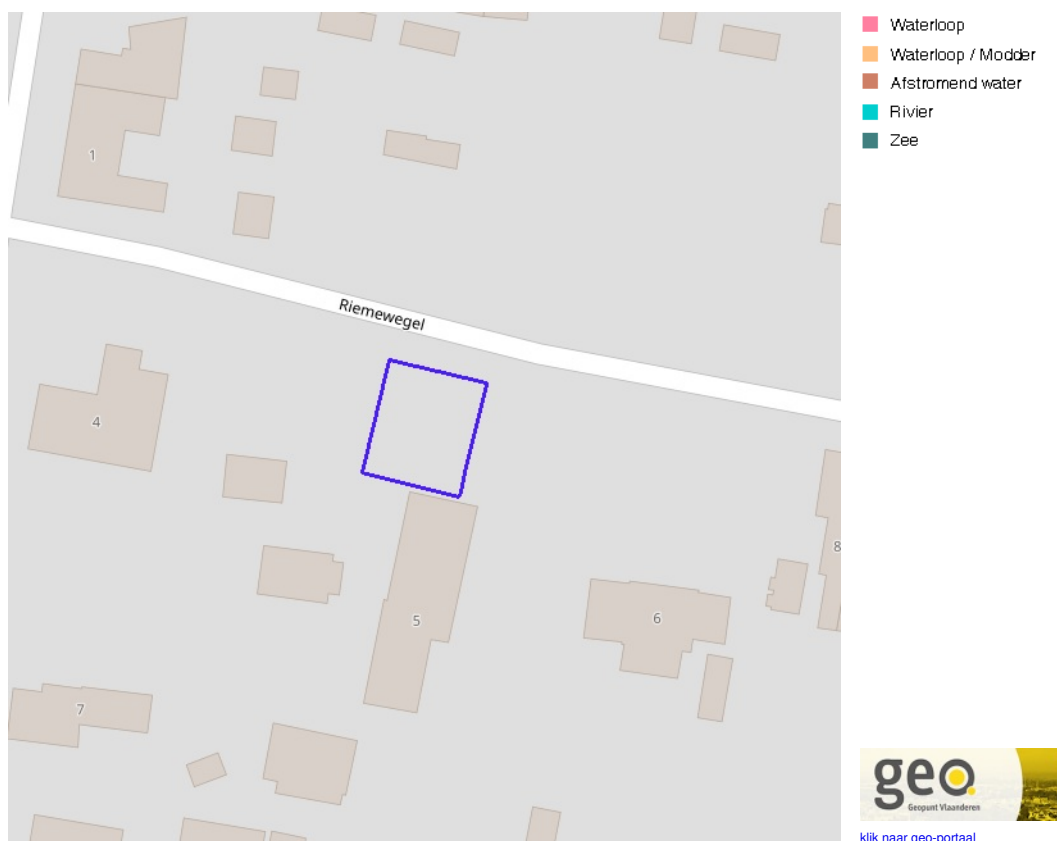 Waterloop
Waterloop / Modder
Afstromend water
Rivier
Zee
1
Riemewegel
4
5
6
8
7
geo.
Geopunt Vlaanderen
klik naar geo-portaal